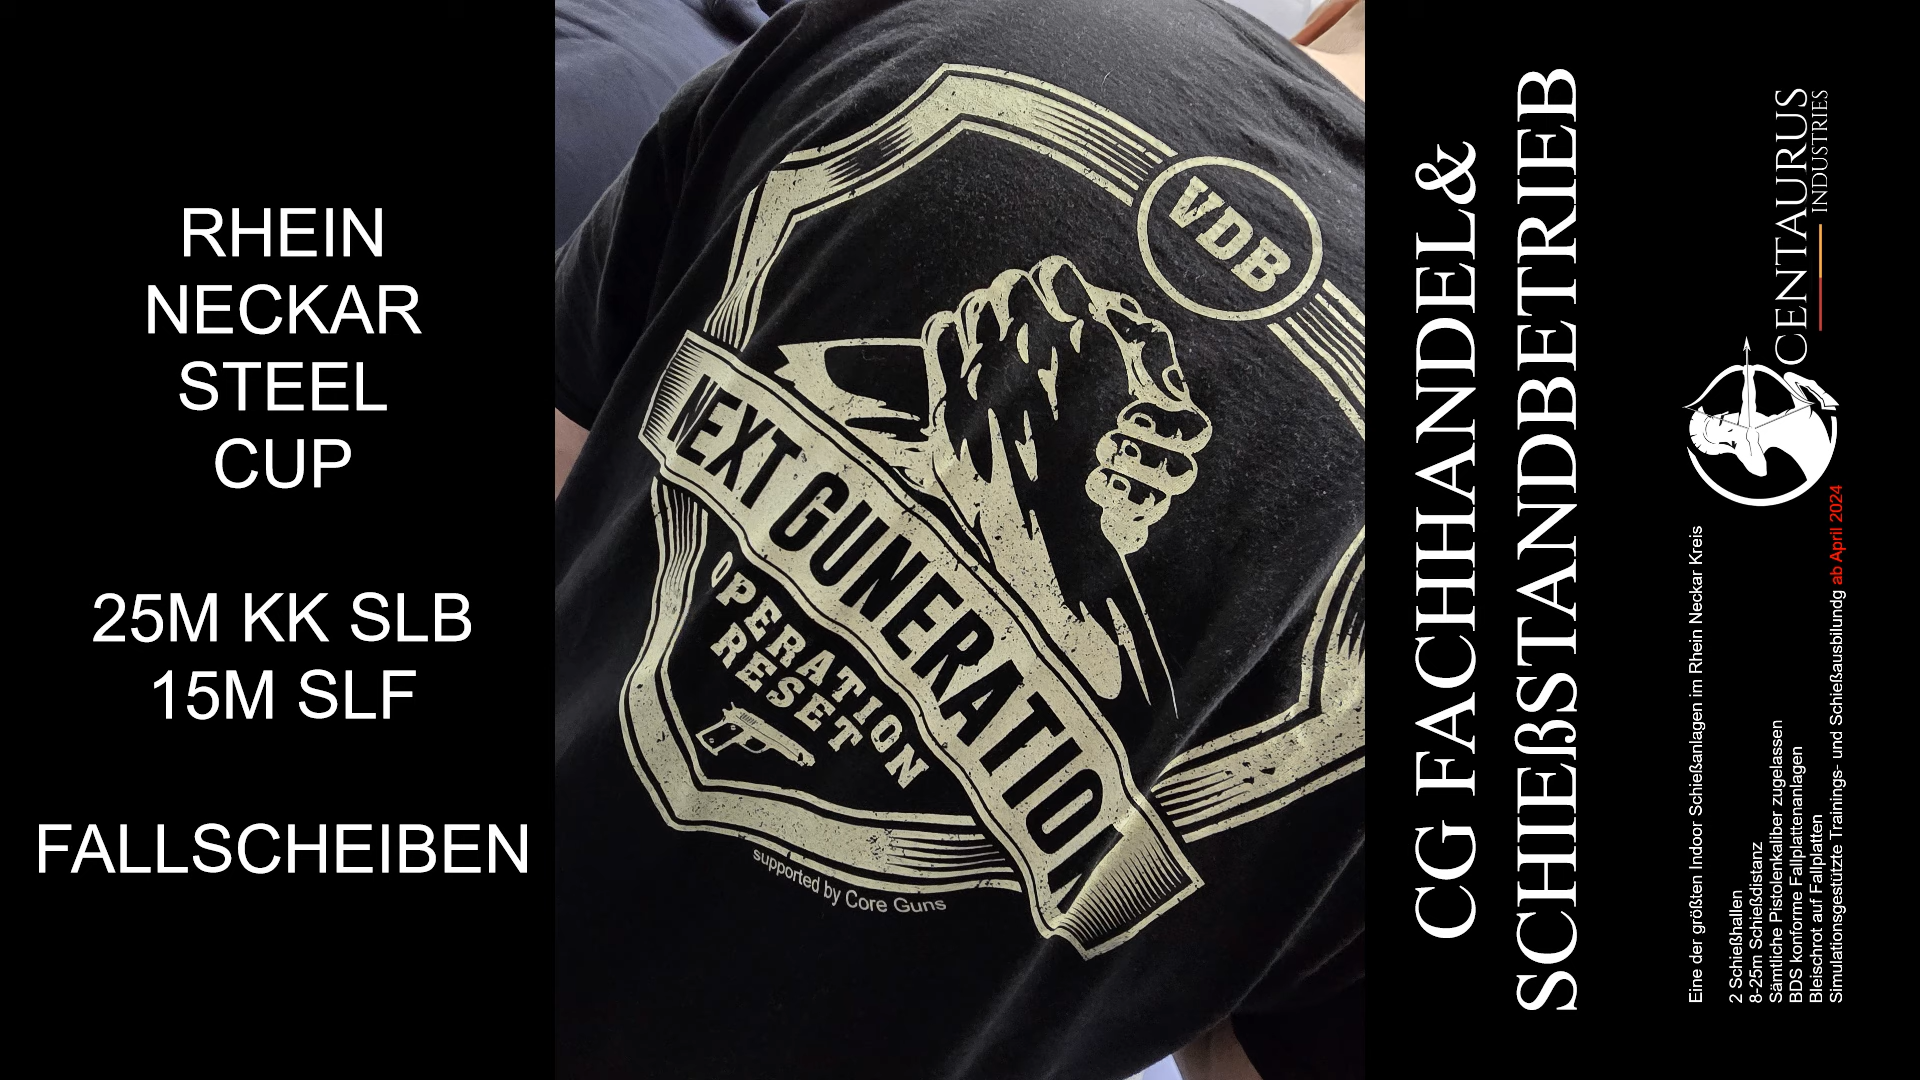 RHEIN
NECKAR
STEEL
CUP
25M KK SLB
15M SLF
FALLSCHEIBEN
VDB
NEXT GUNERATION
OPERATION
RESET
supported by Core Guns
CG FACHHANDEL&
SCHIEßSTANDBETRIEB
Eine der größten Indoor Schießanlagen im Rhein Neckar Kreis
2 Schießhallen
8-25m Schießdistanz
Sämtliche Pistolenkaliber zugelassen
BDS konforme Fallplattenanlagen
Bleischrot auf Fallplatten
Simulationsgestützte Trainings- und Schießausbilundg ab April 2024
CENTAURUS
INDUSTRIES